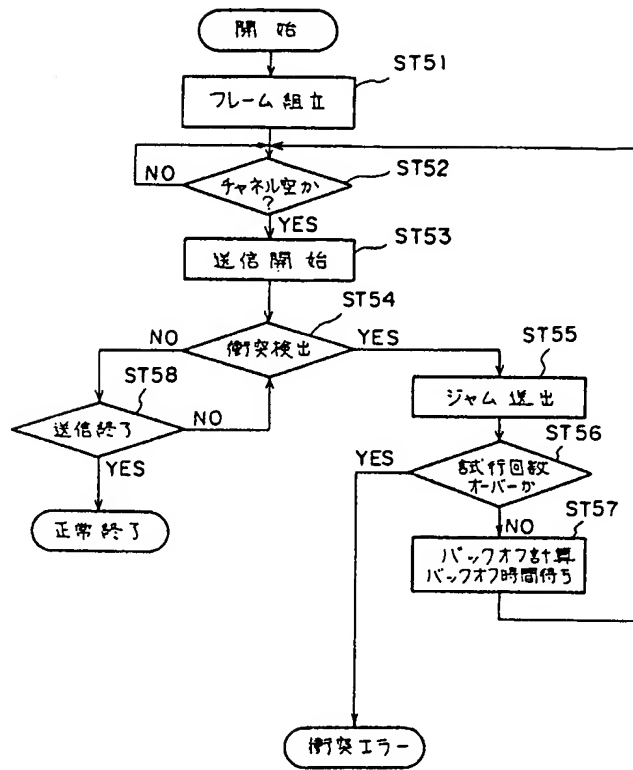 開始
ST51
フレーム組立
NO
ST52
チャネル空か
?
YES
ST53
送信開始
ST54
NO
衝突検出
YES
ST55
ST58
ジャム送出
送信終了
NO
ST56
YES
試行回数
オーバーか
YES
ST57
NO
正常終了
バックオフ計算
バックオフ時間待ち
衝突エラー